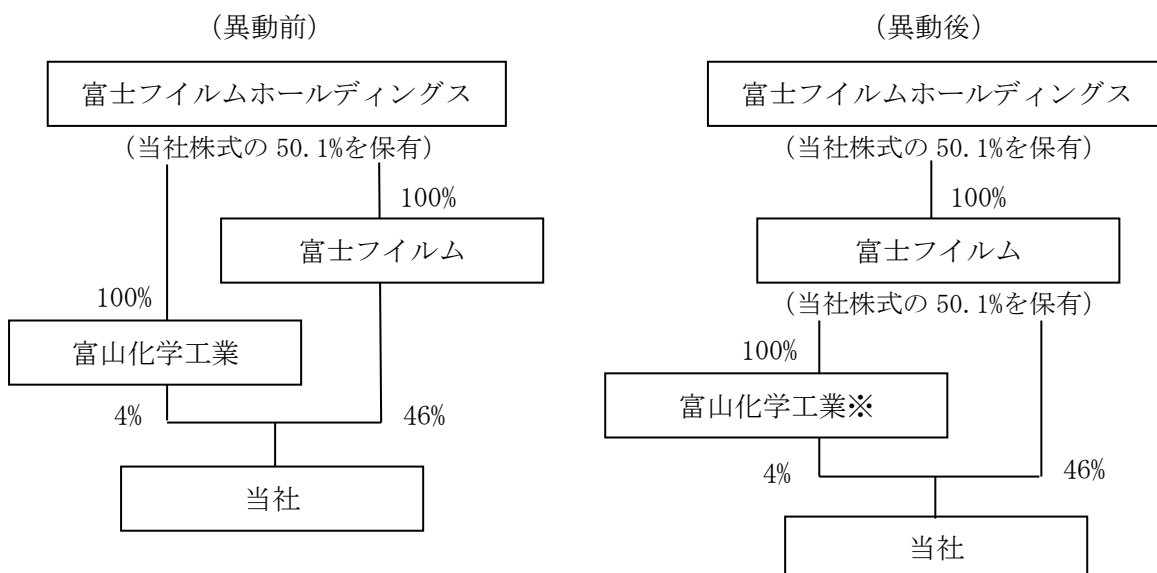 (異動前)
富士フイルムホールディングス
(当社株式の 50.1%を保有)
100%
富士フイルム
100%
富山化学工業
4%
46%
当社
(異動後)
富士フイルムホールディングス
(当社株式の 50.1%を保有)
100%
富士フイルム
(当社株式の 50.1%を保有)
100%
富山化学工業※
4%
46%
当社